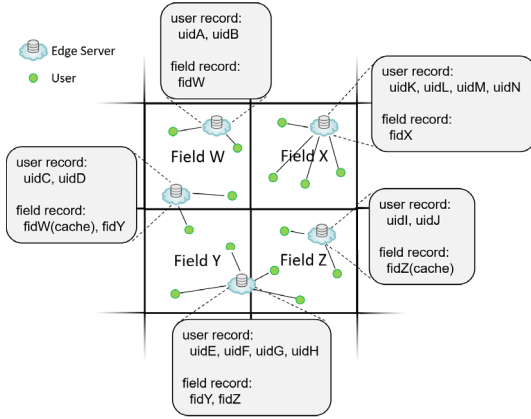 Edge Server
User
user record:
uidA, uidB
field record:
fidW
user record:
uidK, uidL, uidM, uidN
field record:
fidX
Field W
Field X
user record:
uidC, uidD
field record:
fidW(cache), fidY
user record:
uidI, uidJ
field record:
fidZ(cache)
Field Y
Field Z
user record:
uidE, uidF, uidG, uidH
field record:
fidY, fidZ